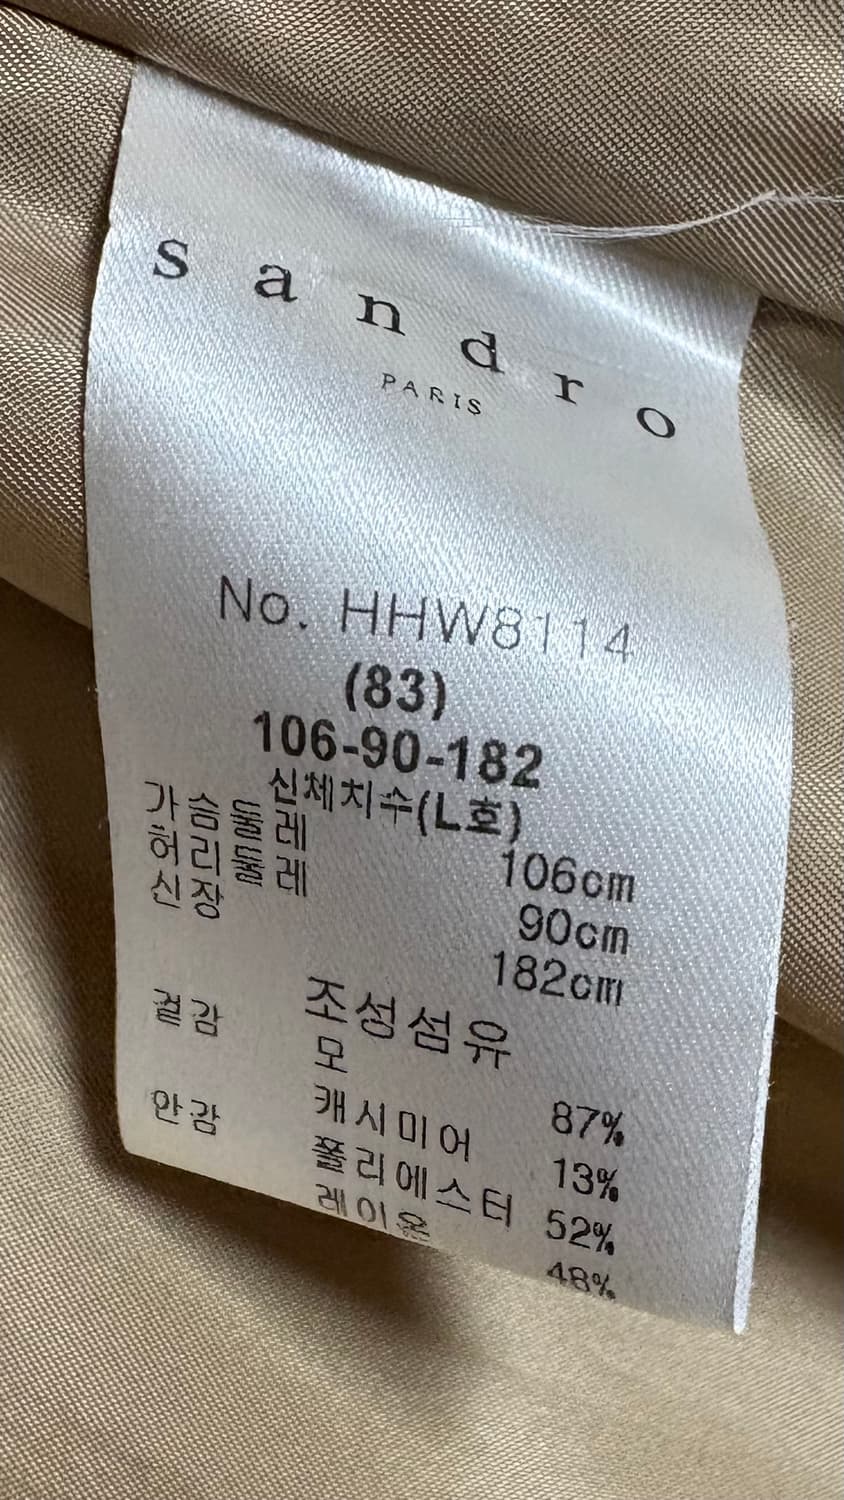 sandro
PARIS
No. HHW8114
(83)
106-90-182
신체치수(L호)
가슴둘레 106cm
허리둘레 90cm
신장 182cm
조성섬유
겉감 모 87%
캐시미어 13%
안감 폴리에스터 52%
레이온 48%